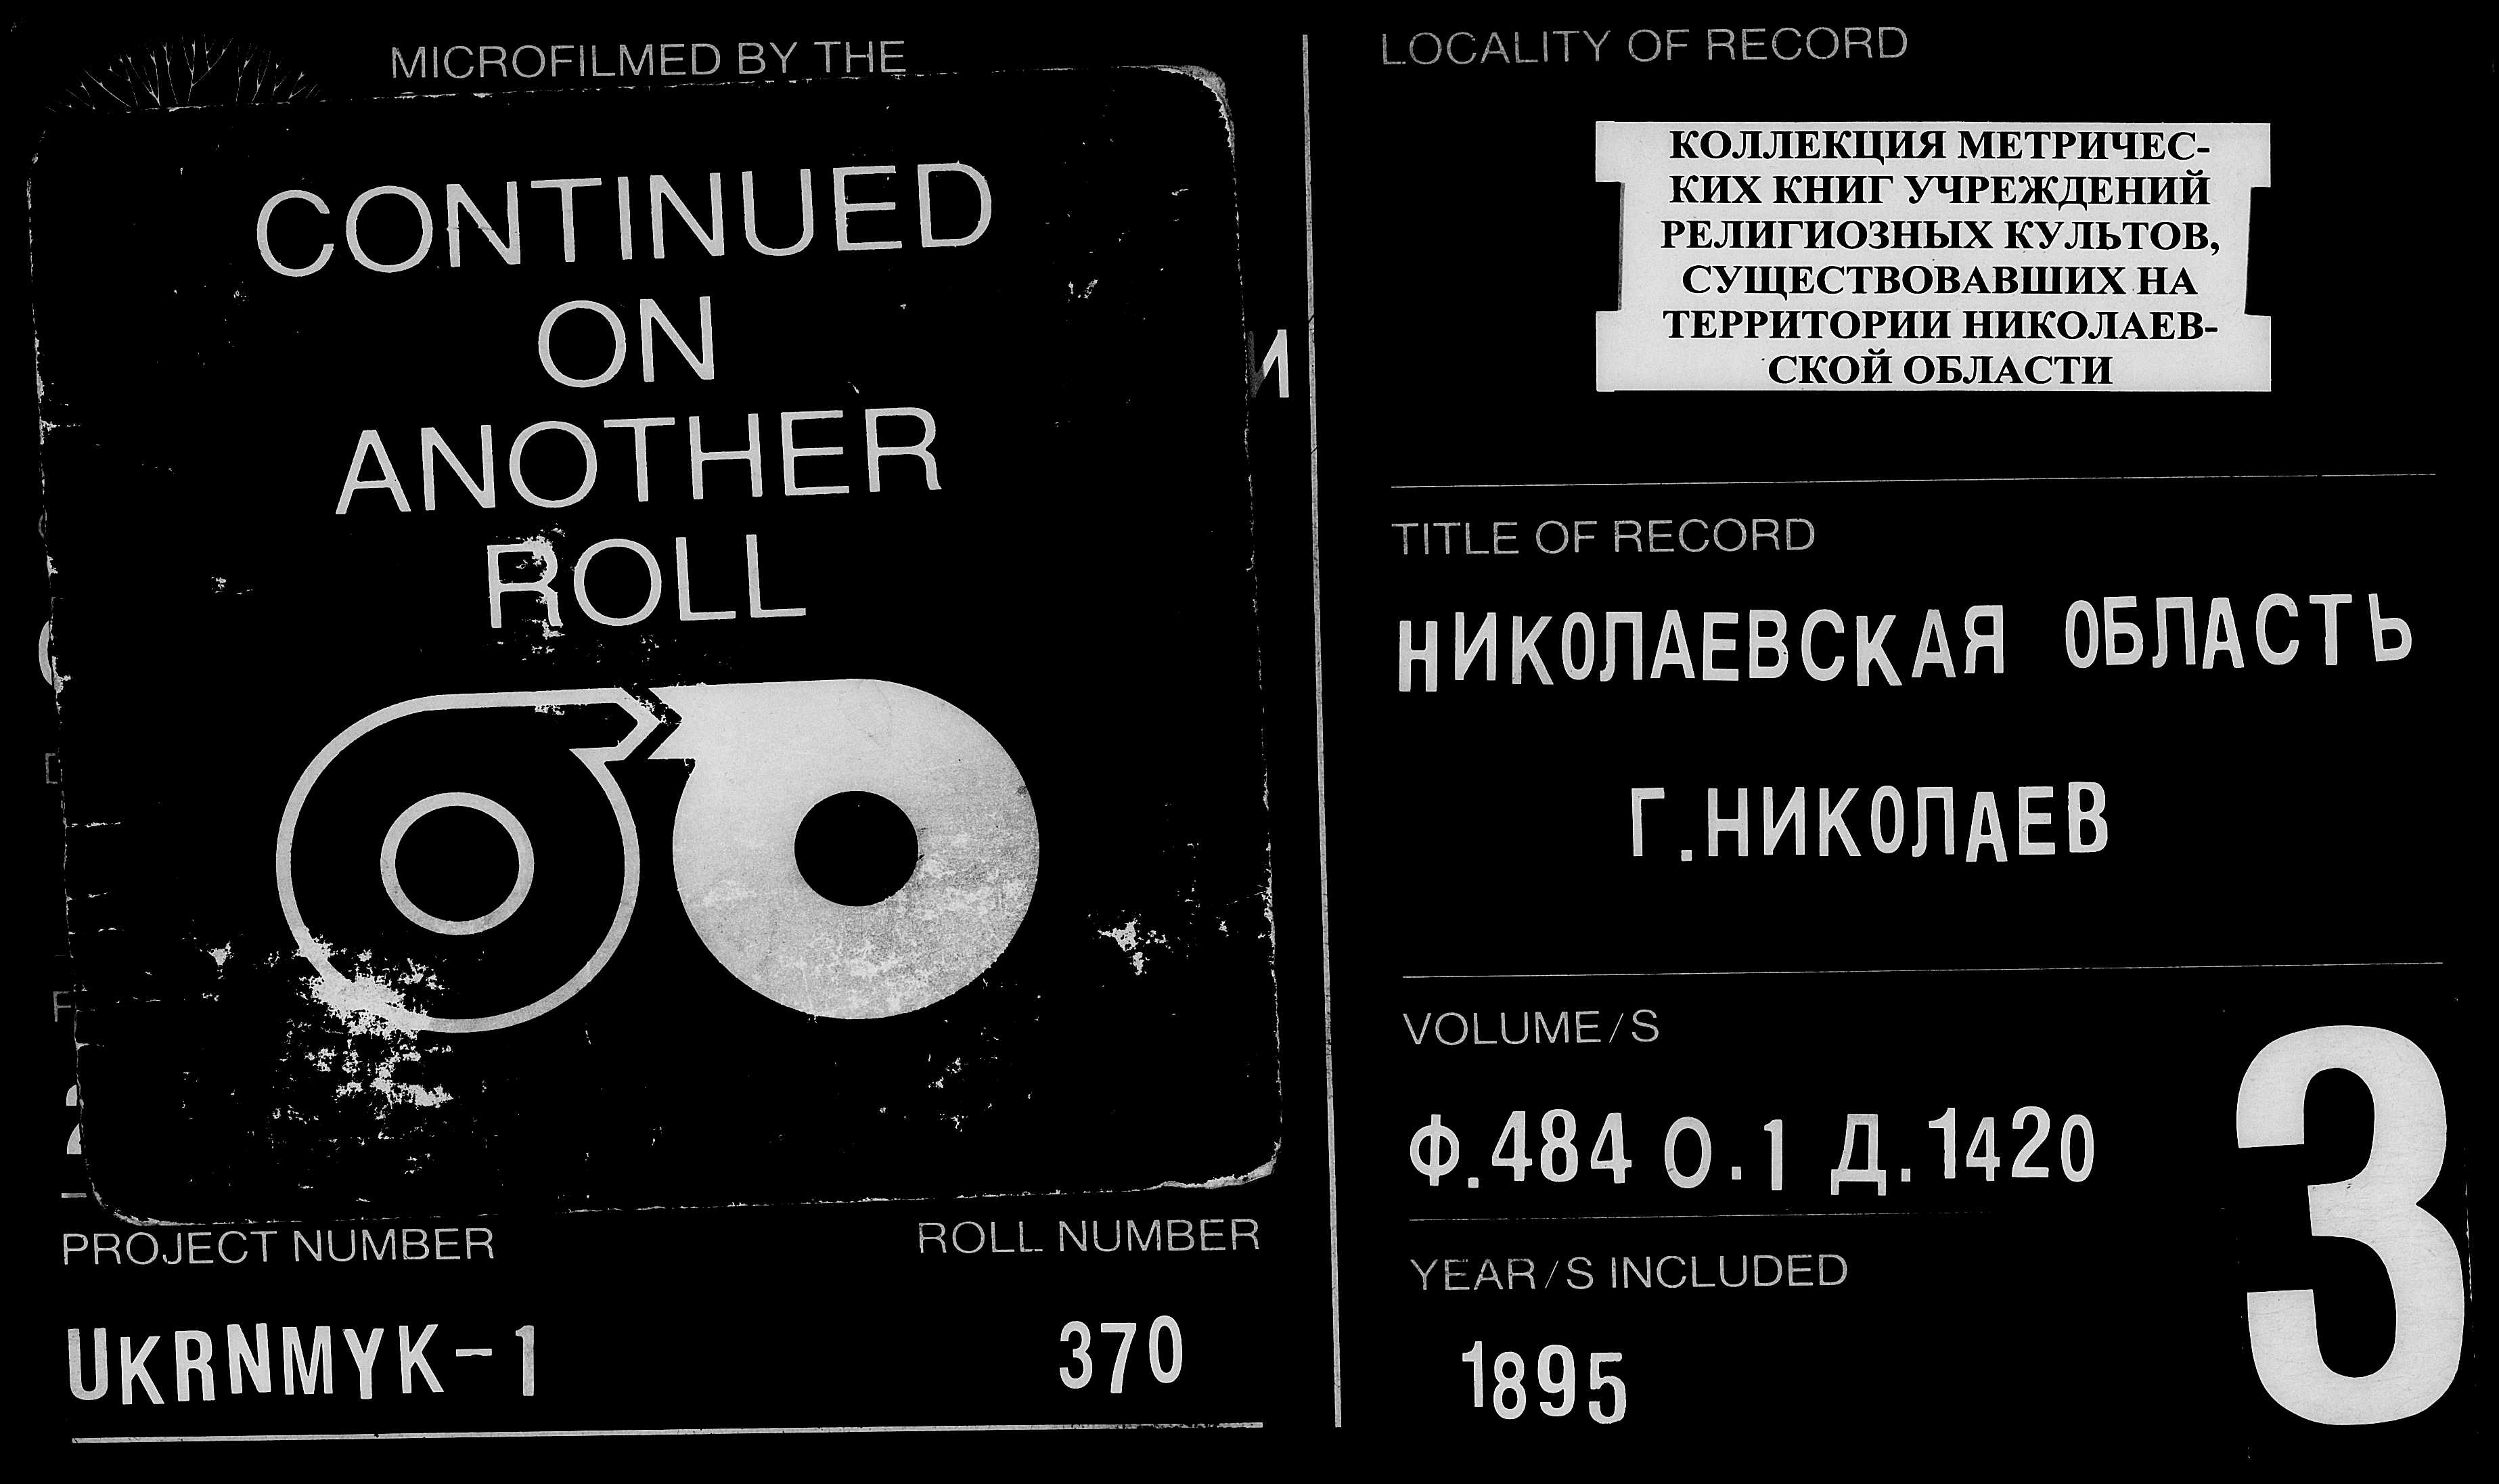 MICROFILMED BY THE
CONTINUED
ON
ANOTHER
ROLL
PROJECT NUMBER
ROLL NUMBER
UKRNMYK-1
370
LOCALITY OF RECORD
КОЛЛЕКЦИЯ МЕТРИЧЕС-
КИХ КНИГ УЧРЕЖДЕНИЙ
РЕЛИГИОЗНЫХ КУЛЬТОВ,
СУЩЕСТВОВАВШИХ НА
ТЕРРИТОРИИ НИКОЛАЕВ-
СКОЙ ОБЛАСТИ
TITLE OF RECORD
НИКОЛАЕВСКАЯ ОБЛАСТЬ
Г.НИКОЛАЕВ
VOLUME/S
Ф.484 О.1 Д.1420
YEAR/S INCLUDED
1895
3